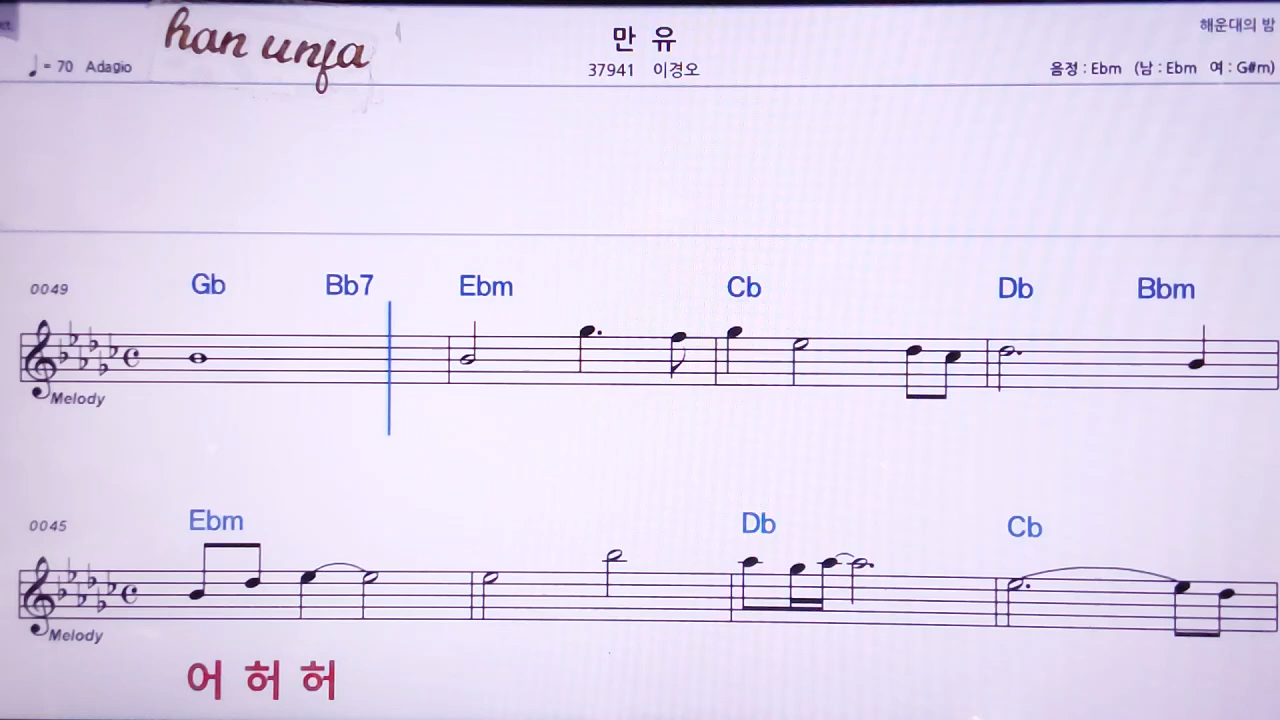 han unja
만 유
해운대의 밤
♩= 70 Adagio
37941 이경오
음정 : Ebm (남 : Ebm 여 : G#m)
0049
Gb Bb7 Ebm Cb Db Bbm
Melody
0045
Ebm Db Cb
Melody
어 허 허